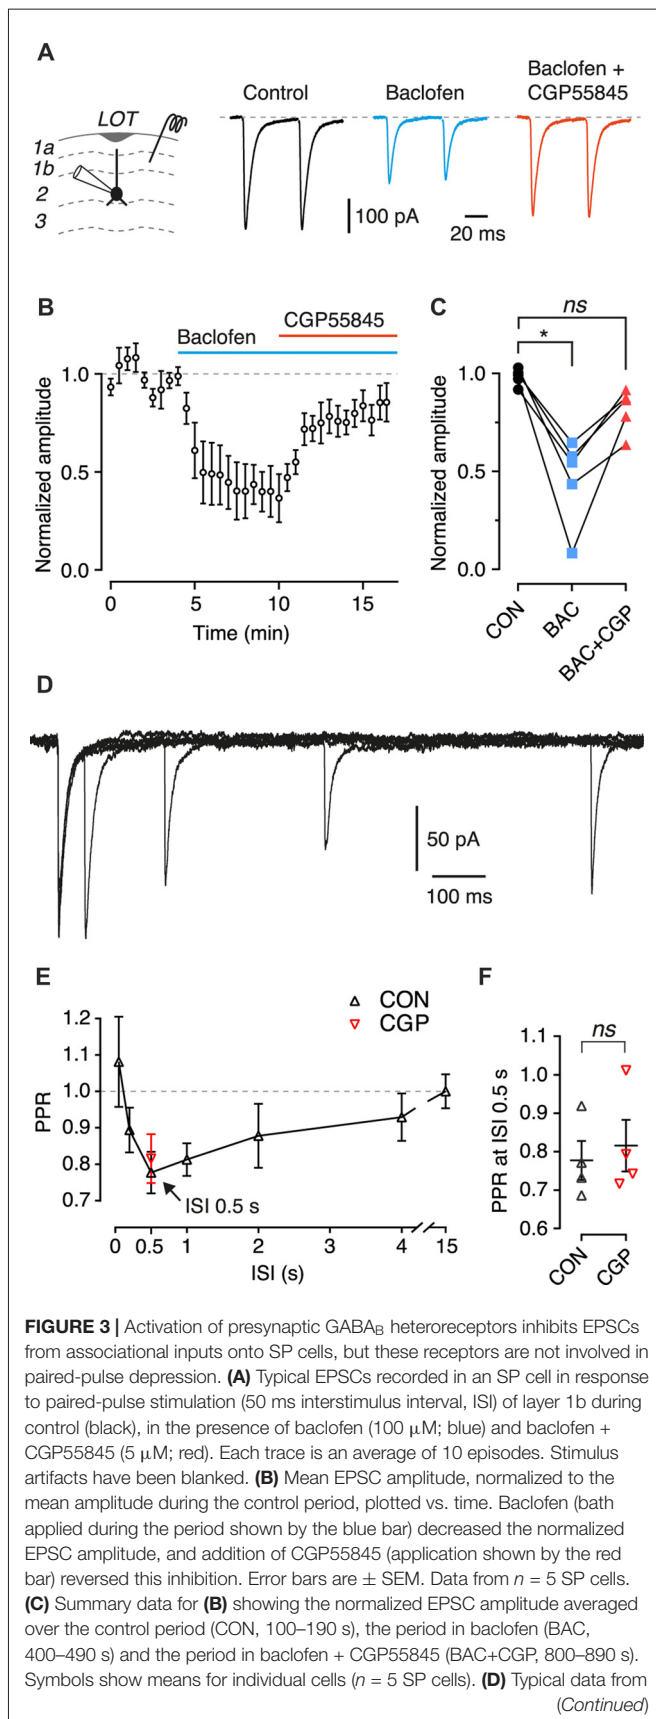 A
LOT
1a
1b
2
3
Control
Baclofen
Baclofen +
CGP55845
100 pA
20 ms
B
Baclofen
CGP55845
Normalized amplitude
1.0
0.5
0.0
0
5
10
15
Time (min)
C
ns
*
Normalized amplitude
1.0
0.5
0.0
CON
BAC
BAC+CGP
D
50 pA
100 ms
E
CON
CGP
PPR
1.2
1.1
1.0
0.9
0.8
0.7
ISI 0.5 s
0
0.5
1
2
3
4
15
ISI (s)
F
ns
PPR at ISI 0.5 s
1.1
1.0
0.9
0.8
0.7
0.6
CON
CGP
FIGURE 3 | Activation of presynaptic GABAB heteroreceptors inhibits EPSCs
from associational inputs onto SP cells, but these receptors are not involved in
paired-pulse depression. (A) Typical EPSCs recorded in an SP cell in response
to paired-pulse stimulation (50 ms interstimulus interval, ISI) of layer 1b during
control (black), in the presence of baclofen (100 μM; blue) and baclofen +
CGP55845 (5 μM; red). Each trace is an average of 10 episodes. Stimulus
artifacts have been blanked. (B) Mean EPSC amplitude, normalized to the
mean amplitude during the control period, plotted vs. time. Baclofen (bath
applied during the period shown by the blue bar) decreased the normalized
EPSC amplitude, and addition of CGP55845 (application shown by the red
bar) reversed this inhibition. Error bars are ± SEM. Data from n = 5 SP cells.
(C) Summary data for (B) showing the normalized EPSC amplitude averaged
over the control period (CON, 100–190 s), the period in baclofen (BAC,
400–490 s) and the period in baclofen + CGP55845 (BAC+CGP, 800–890 s).
Symbols show means for individual cells (n = 5 SP cells). (D) Typical data from
(Continued)